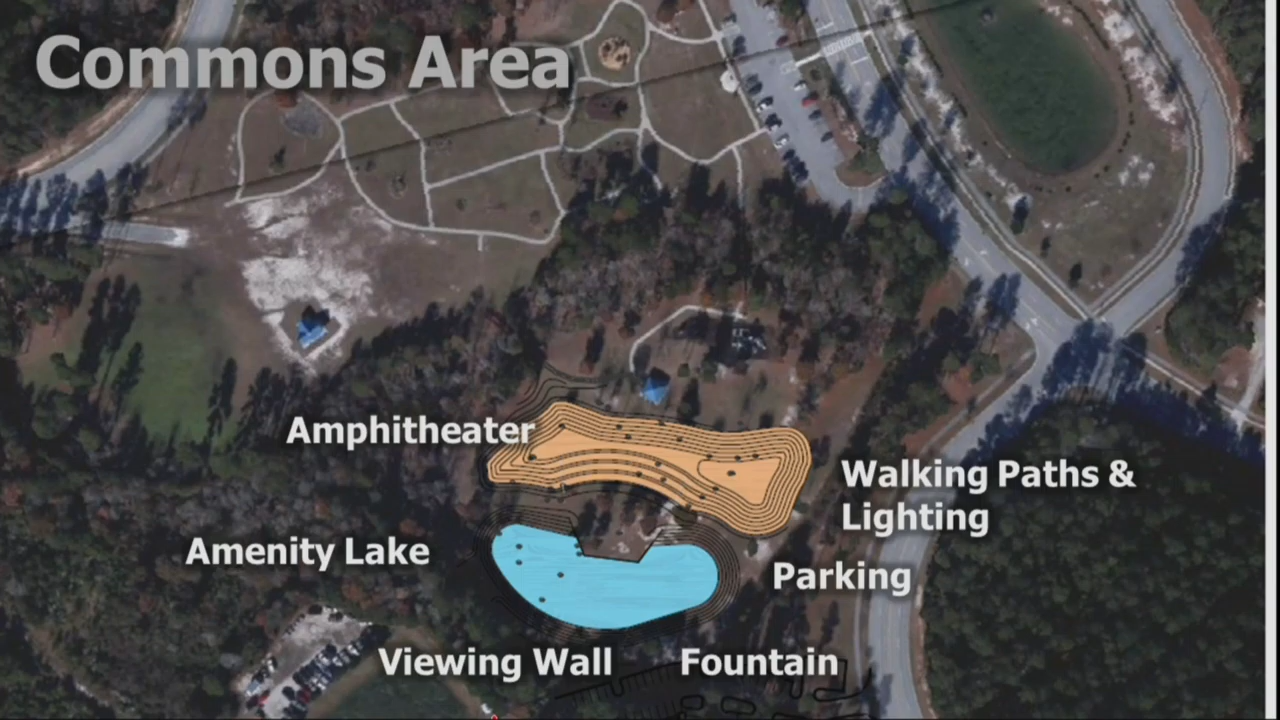 Commons Area
Amphitheater
Walking Paths &
Lighting
Amenity Lake
Parking
Viewing Wall
Fountain